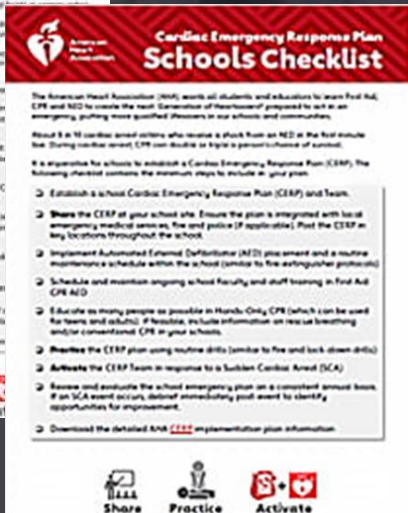 American
Heart
Association
Cardiac Emergency Response Plan
Schools Checklist
The American Heart Association (AHA) wants all students and educators to learn First Aid,
CPR and AED to create the next Generation of Heartsavers® prepared to act in an
emergency, putting more qualified lifesavers in our schools and communities.
About 9 in 10 cardiac arrest victims who receive a shock from an AED in the first minute
live. During cardiac arrest, CPR can double or triple a person's chance of survival.
It is imperative for schools to establish a Cardiac Emergency Response Plan (CERP). The
following checklist contains the minimum steps to include in your plan.
Establish a school Cardiac Emergency Response Plan (CERP) and Team.
Share the CERP at your school site. Ensure the plan is integrated with local
emergency medical services, fire and police (if applicable). Post the CERP in
key locations throughout the school.
Implement Automated External Defibrillator (AED) placement and a routine
maintenance schedule within the school (similar to fire extinguisher protocols)
Schedule and maintain ongoing school faculty and staff training in First Aid
CPR AED
Educate as many people as possible in Hands-Only CPR (which can be used
for teens and adults). If feasible, include information on rescue breathing
and/or conventional CPR in your schools.
Practice the CERP plan using routine drills (similar to fire and lock down drills)
Activate the CERP Team in response to a Sudden Cardiac Arrest (SCA)
Review and evaluate the school emergency plan on a consistent annual basis.
If an SCA event occurs, debrief immediately post event to identify
opportunities for improvement.
Download the detailed AHA CERP implementation plan information
Share Practice Activate